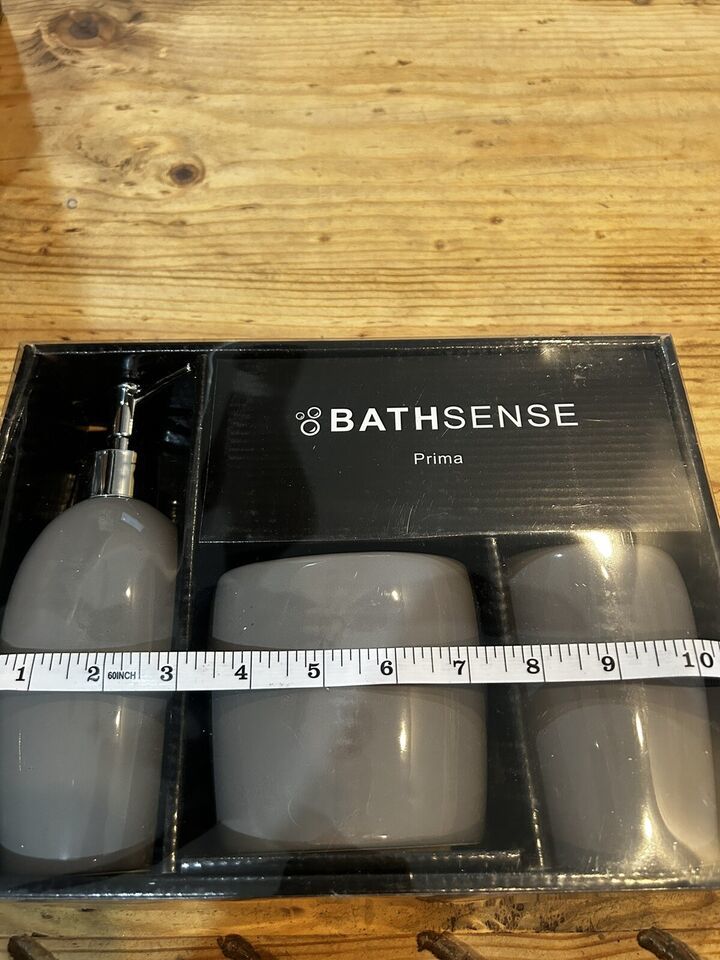 BATHSENSE
Prima
1 2 60INCH 3 4 5 6 7 8 9 10